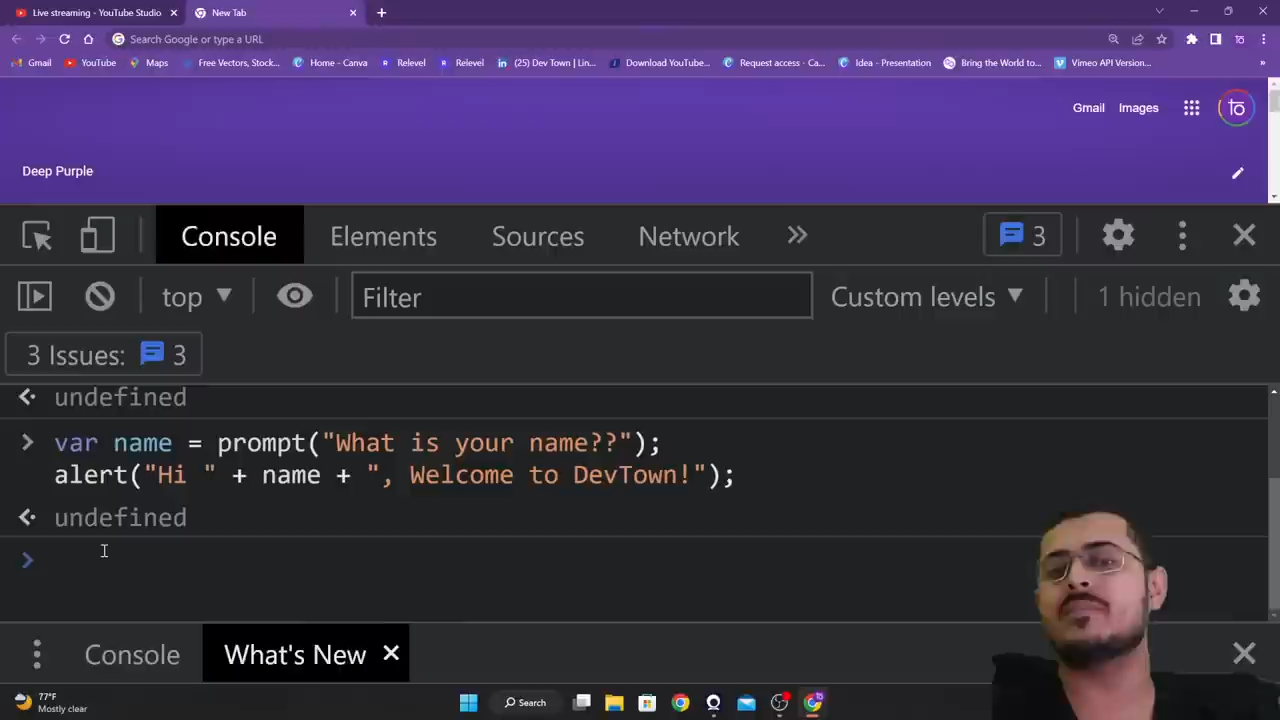 Live streaming - YouTube Studio
New Tab
Search Google or type a URL
Gmail
YouTube
Maps
Free Vectors, Stock...
Home - Canva
Relevel
Relevel
(25) Dev Town | Lin...
Download YouTube...
Request access - Ca...
Idea - Presentation
Bring the World to...
Vimeo API Version...
»
Gmail
Images
Deep Purple
Console
Elements
Sources
Network
3
top
Filter
Custom levels
1 hidden
3 Issues: 3
undefined
var name = prompt("What is your name??");
alert("Hi " + name + ", Welcome to DevTown!");
undefined
Console
What's New
77°F
Mostly clear
Search
15